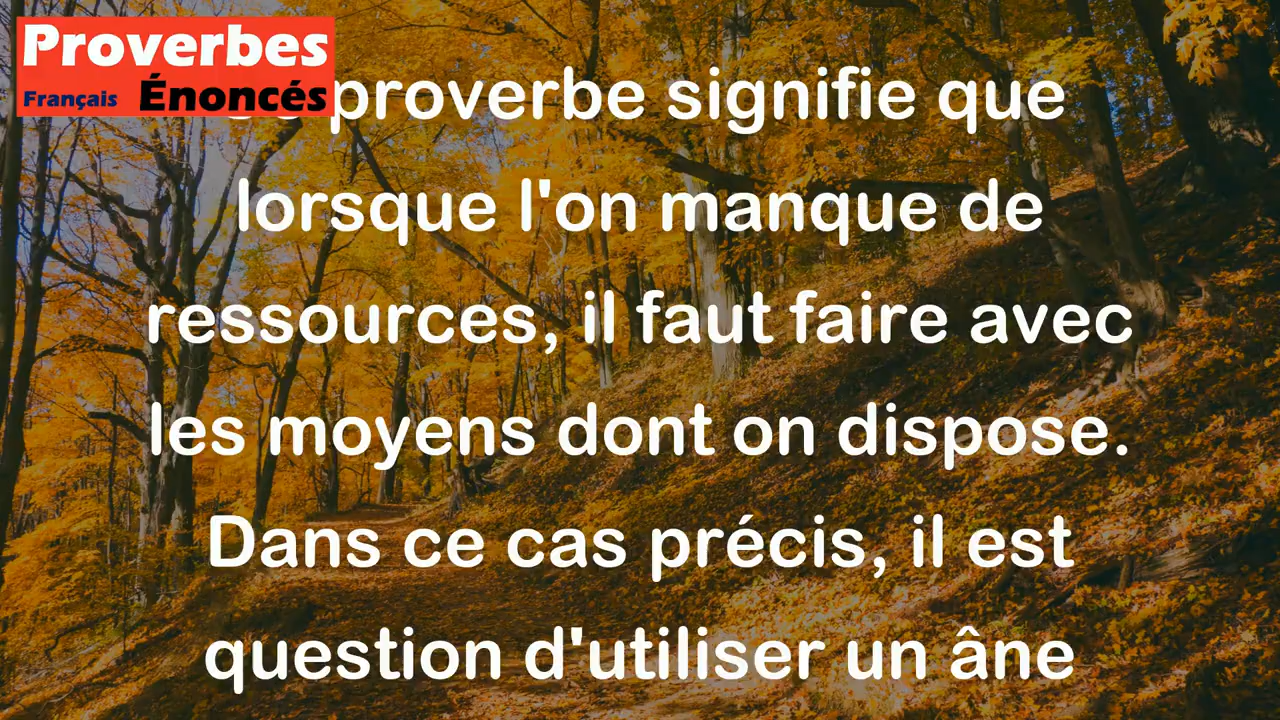 Proverbes
Français Énoncés
proverbe signifie que
lorsque l'on manque de
ressources, il faut faire avec
les moyens dont on dispose.
Dans ce cas précis, il est
question d'utiliser un âne